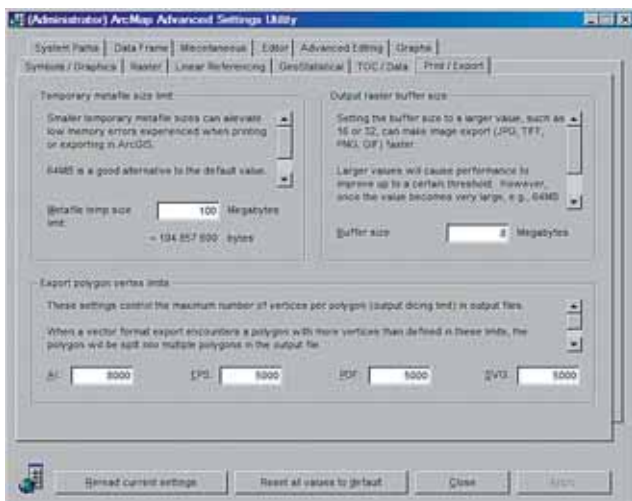 (Administrator) ArcMap Advanced Settings Utility
System Paths | Data Frame | Miscellaneous | Editor | Advanced Editing | Graphs
Symbols / Graphics | Raster | Linear Referencing | GeoStatistical | TOC / Data | Print / Export
Temporary metafile size limit
Smaller temporary metafile sizes can alleviate
low memory errors experienced when printing
or exporting in ArcGIS.
64MB is a good alternative to the default value.
Metafile temp size
limit:
100 Megabytes
= 104,857,600 bytes
Output raster buffer size
Setting the buffer size to a larger value, such as
16 or 32, can make image export (JPG, TIFF,
PNG, GIF) faster.
Larger values will cause performance to
improve up to a certain threshold. However,
once the value becomes very large, e.g., 64MB
Buffer size: Megabytes
Export polygon vertex limits
These settings control the maximum number of vertices per polygon (output dicing limit) in output files.
When a vector format export encounters a polygon with more vertices than defined in these limits, the
polygon will be split into multiple polygons in the output file.
AI: EPS: 5000 PDF: 5000 SVG: 5000
Reread current settings
Reset all values to default
Close
Apply